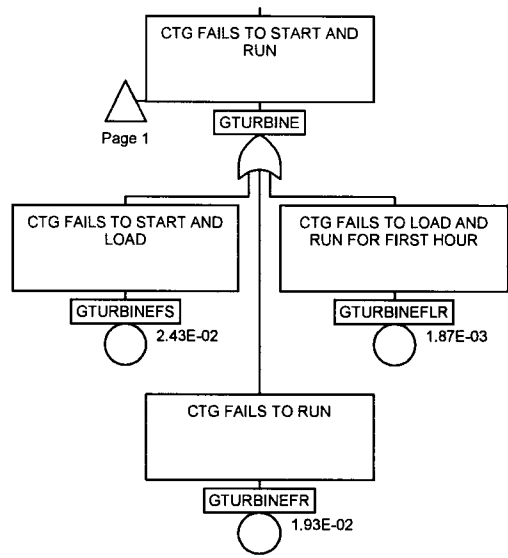 CTG FAILS TO START AND
RUN
Page 1
GTURBINE
CTG FAILS TO START AND
LOAD
CTG FAILS TO LOAD AND
RUN FOR FIRST HOUR
GTURBINEFS
2.43E-02
GTURBINEFLR
1.87E-03
CTG FAILS TO RUN
GTURBINEFR
1.93E-02